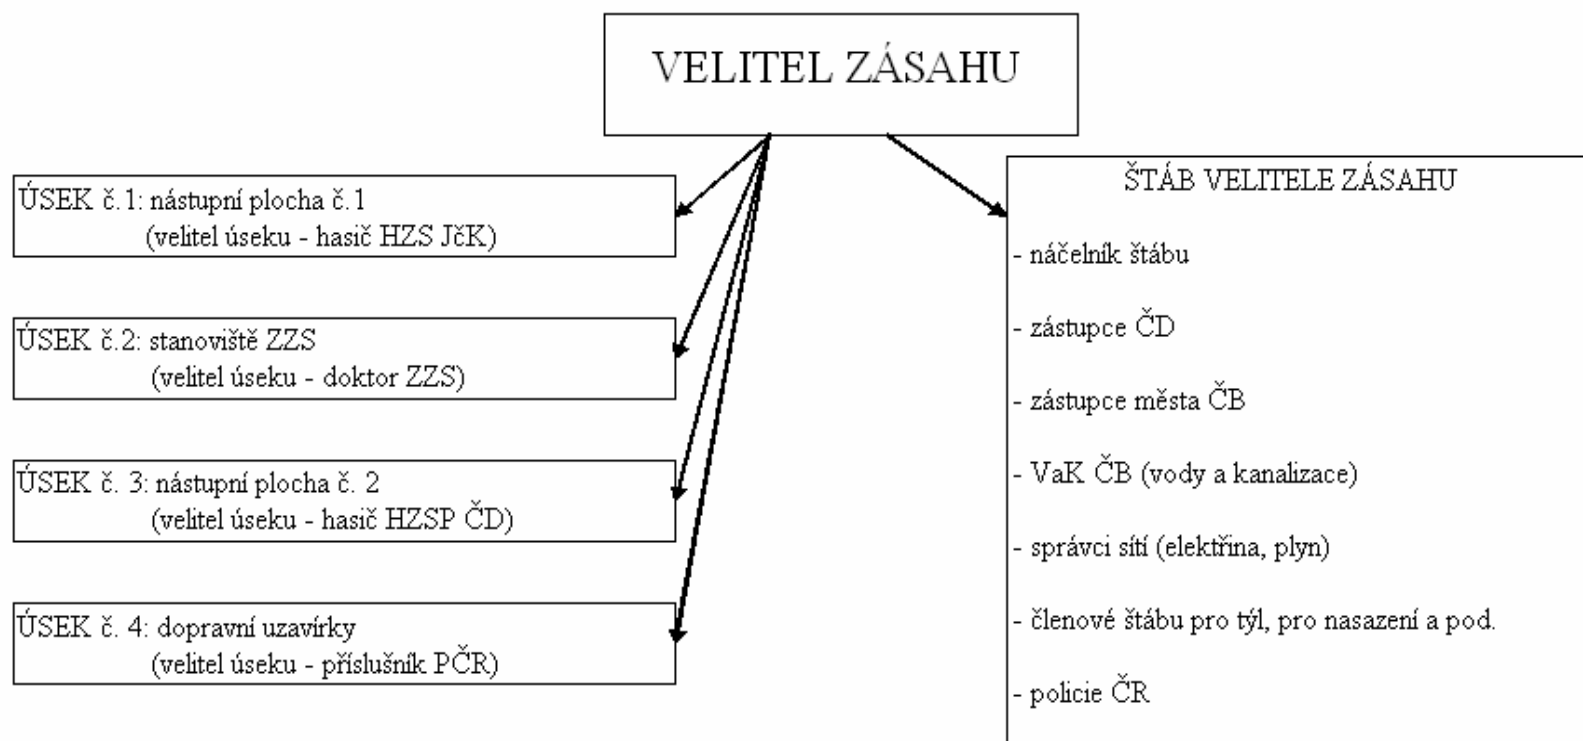 VELITEL ZÁSAHU
ÚSEK č.1: nástupní plocha č.1
(velitel úseku - hasič HZS JčK)
ÚSEK č.2: stanoviště ZZS
(velitel úseku - doktor ZZS)
ÚSEK č. 3: nástupní plocha č. 2
(velitel úseku - hasič HZSP ČD)
ÚSEK č. 4: dopravní uzavírky
(velitel úseku - příslušník PČR)
ŠTÁB VELITELE ZÁSAHU
- náčelník štábu
- zástupce ČD
- zástupce města ČB
- VaK ČB (vody a kanalizace)
- správci sítí (elektřina, plyn)
- členové štábu pro týl, pro nasazení a pod.
- policie ČR